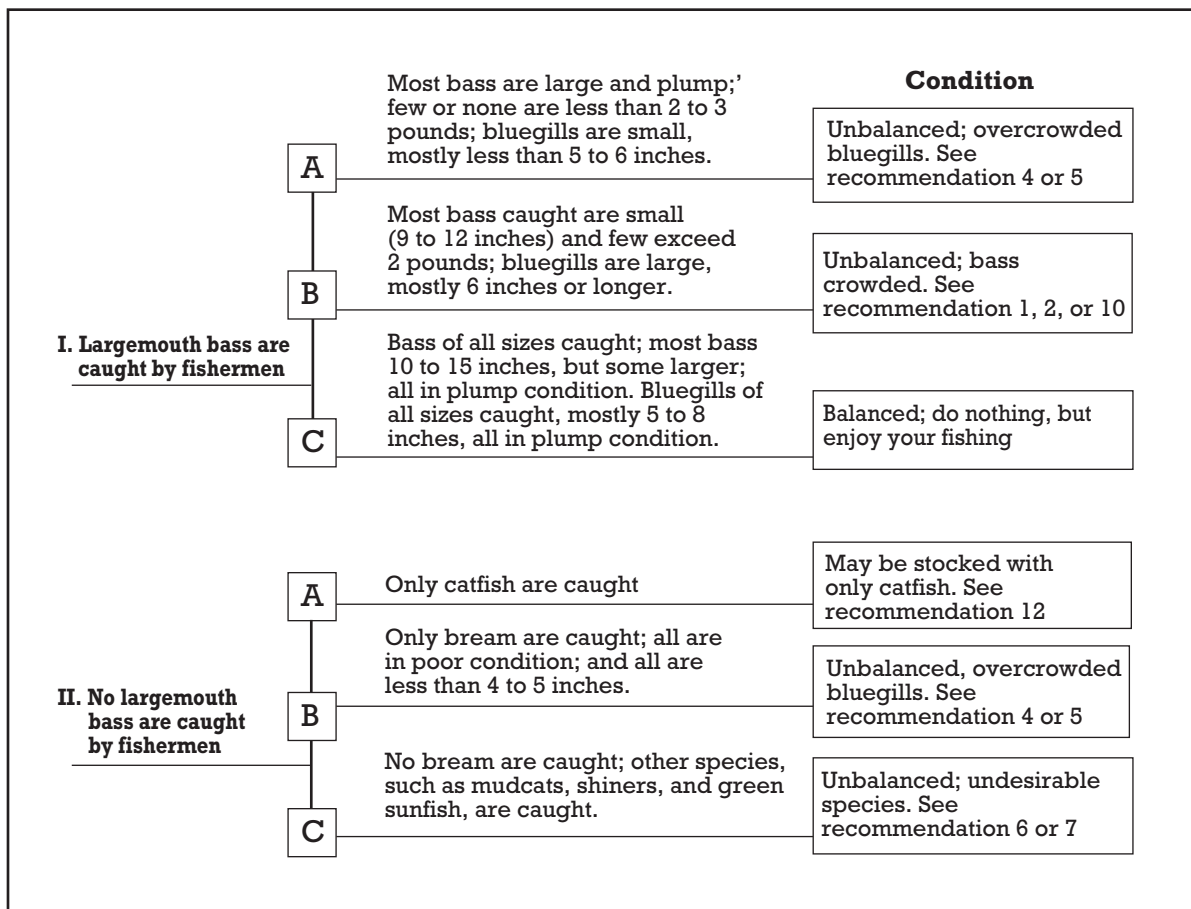 Condition
I. Largemouth bass are
caught by fishermen
A
Most bass are large and plump;’
few or none are less than 2 to 3
pounds; bluegills are small,
mostly less than 5 to 6 inches.
Unbalanced; overcrowded
bluegills. See
recommendation 4 or 5
B
Most bass caught are small
(9 to 12 inches) and few exceed
2 pounds; bluegills are large,
mostly 6 inches or longer.
Unbalanced; bass
crowded. See
recommendation 1, 2, or 10
C
Bass of all sizes caught; most bass
10 to 15 inches, but some larger;
all in plump condition. Bluegills of
all sizes caught, mostly 5 to 8
inches, all in plump condition.
Balanced; do nothing, but
enjoy your fishing
II. No largemouth
bass are caught
by fishermen
A
Only catfish are caught
May be stocked with
only catfish. See
recommendation 12
B
Only bream are caught; all are
in poor condition; and all are
less than 4 to 5 inches.
Unbalanced, overcrowded
bluegills. See
recommendation 4 or 5
C
No bream are caught; other species,
such as mudcats, shiners, and green
sunfish, are caught.
Unbalanced; undesirable
species. See
recommendation 6 or 7